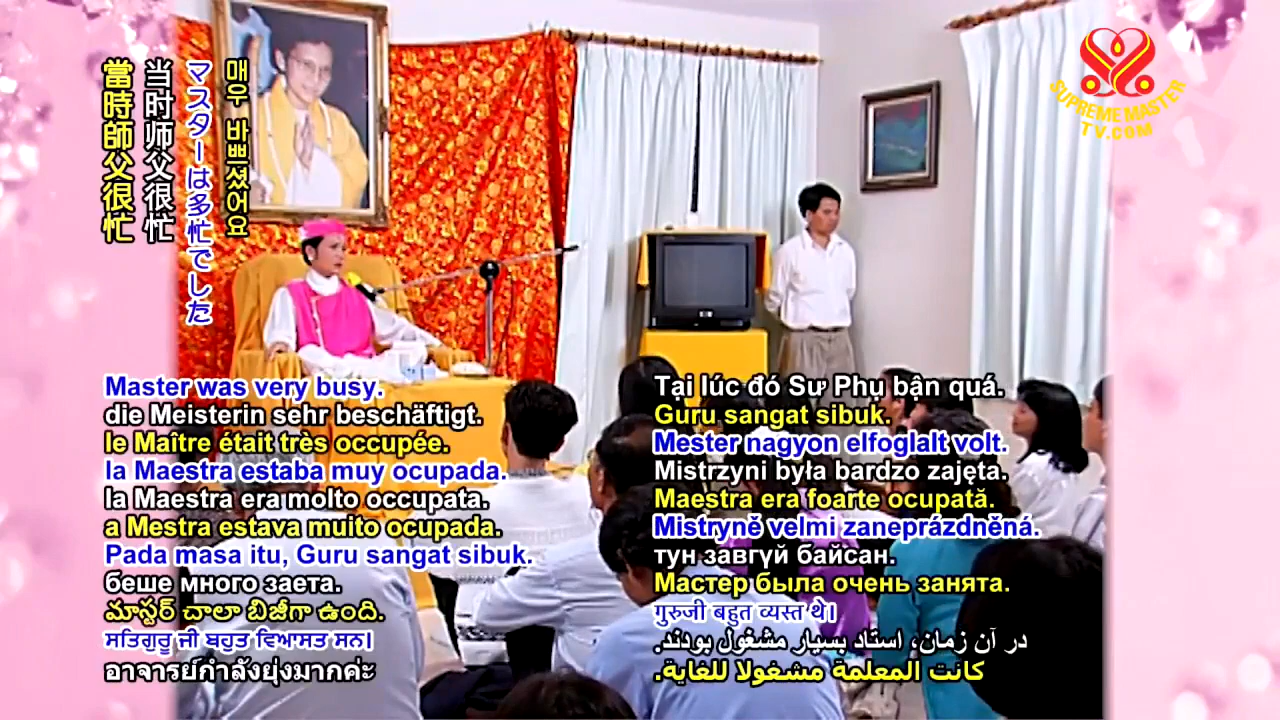 當時師父很忙
当时师父很忙
マスターは多忙でした
매우 바쁘셨어요
SUPREME MASTER
TV.COM
Master was very busy.
die Meisterin sehr beschäftigt.
le Maître était très occupée.
la Maestra estaba muy ocupada.
la Maestra era molto occupata.
a Mestra estava muito ocupada.
Pada masa itu, Guru sangat sibuk.
беше много заета.
మాస్టర్ చాలా బిజీగా ఉంది.
ਸਤਿਗੁਰੂ ਜੀ ਬਹੁਤ ਵਿਅਸਤ ਸਨ।
อาจารย์กำลังยุ่งมากค่ะ
Tại lúc đó Sư Phụ bận quá.
Guru sangat sibuk.
Mester nagyon elfoglalt volt.
Mistrzyni była bardzo zajęta.
Maestra era foarte ocupată.
Mistryně velmi zaneprázdněná.
тун завгүй байсан.
Мастер была очень занята.
गुरुजी बहुत व्यस्त थे।
در آن زمان، استاد بسیار مشغول بودند.
كانت المعلمة مشغولا للغاية.